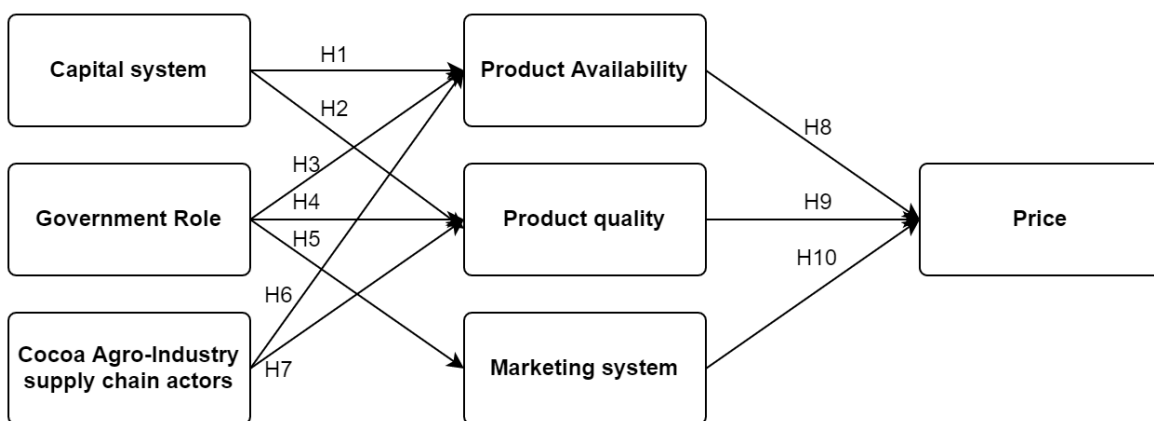 Capital system
H1
Product Availability
H2
H8
H3
Government Role
H4
Product quality
H9
Price
H5
H10
H6
Cocoa Agro-Industry
supply chain actors
H7
Marketing system